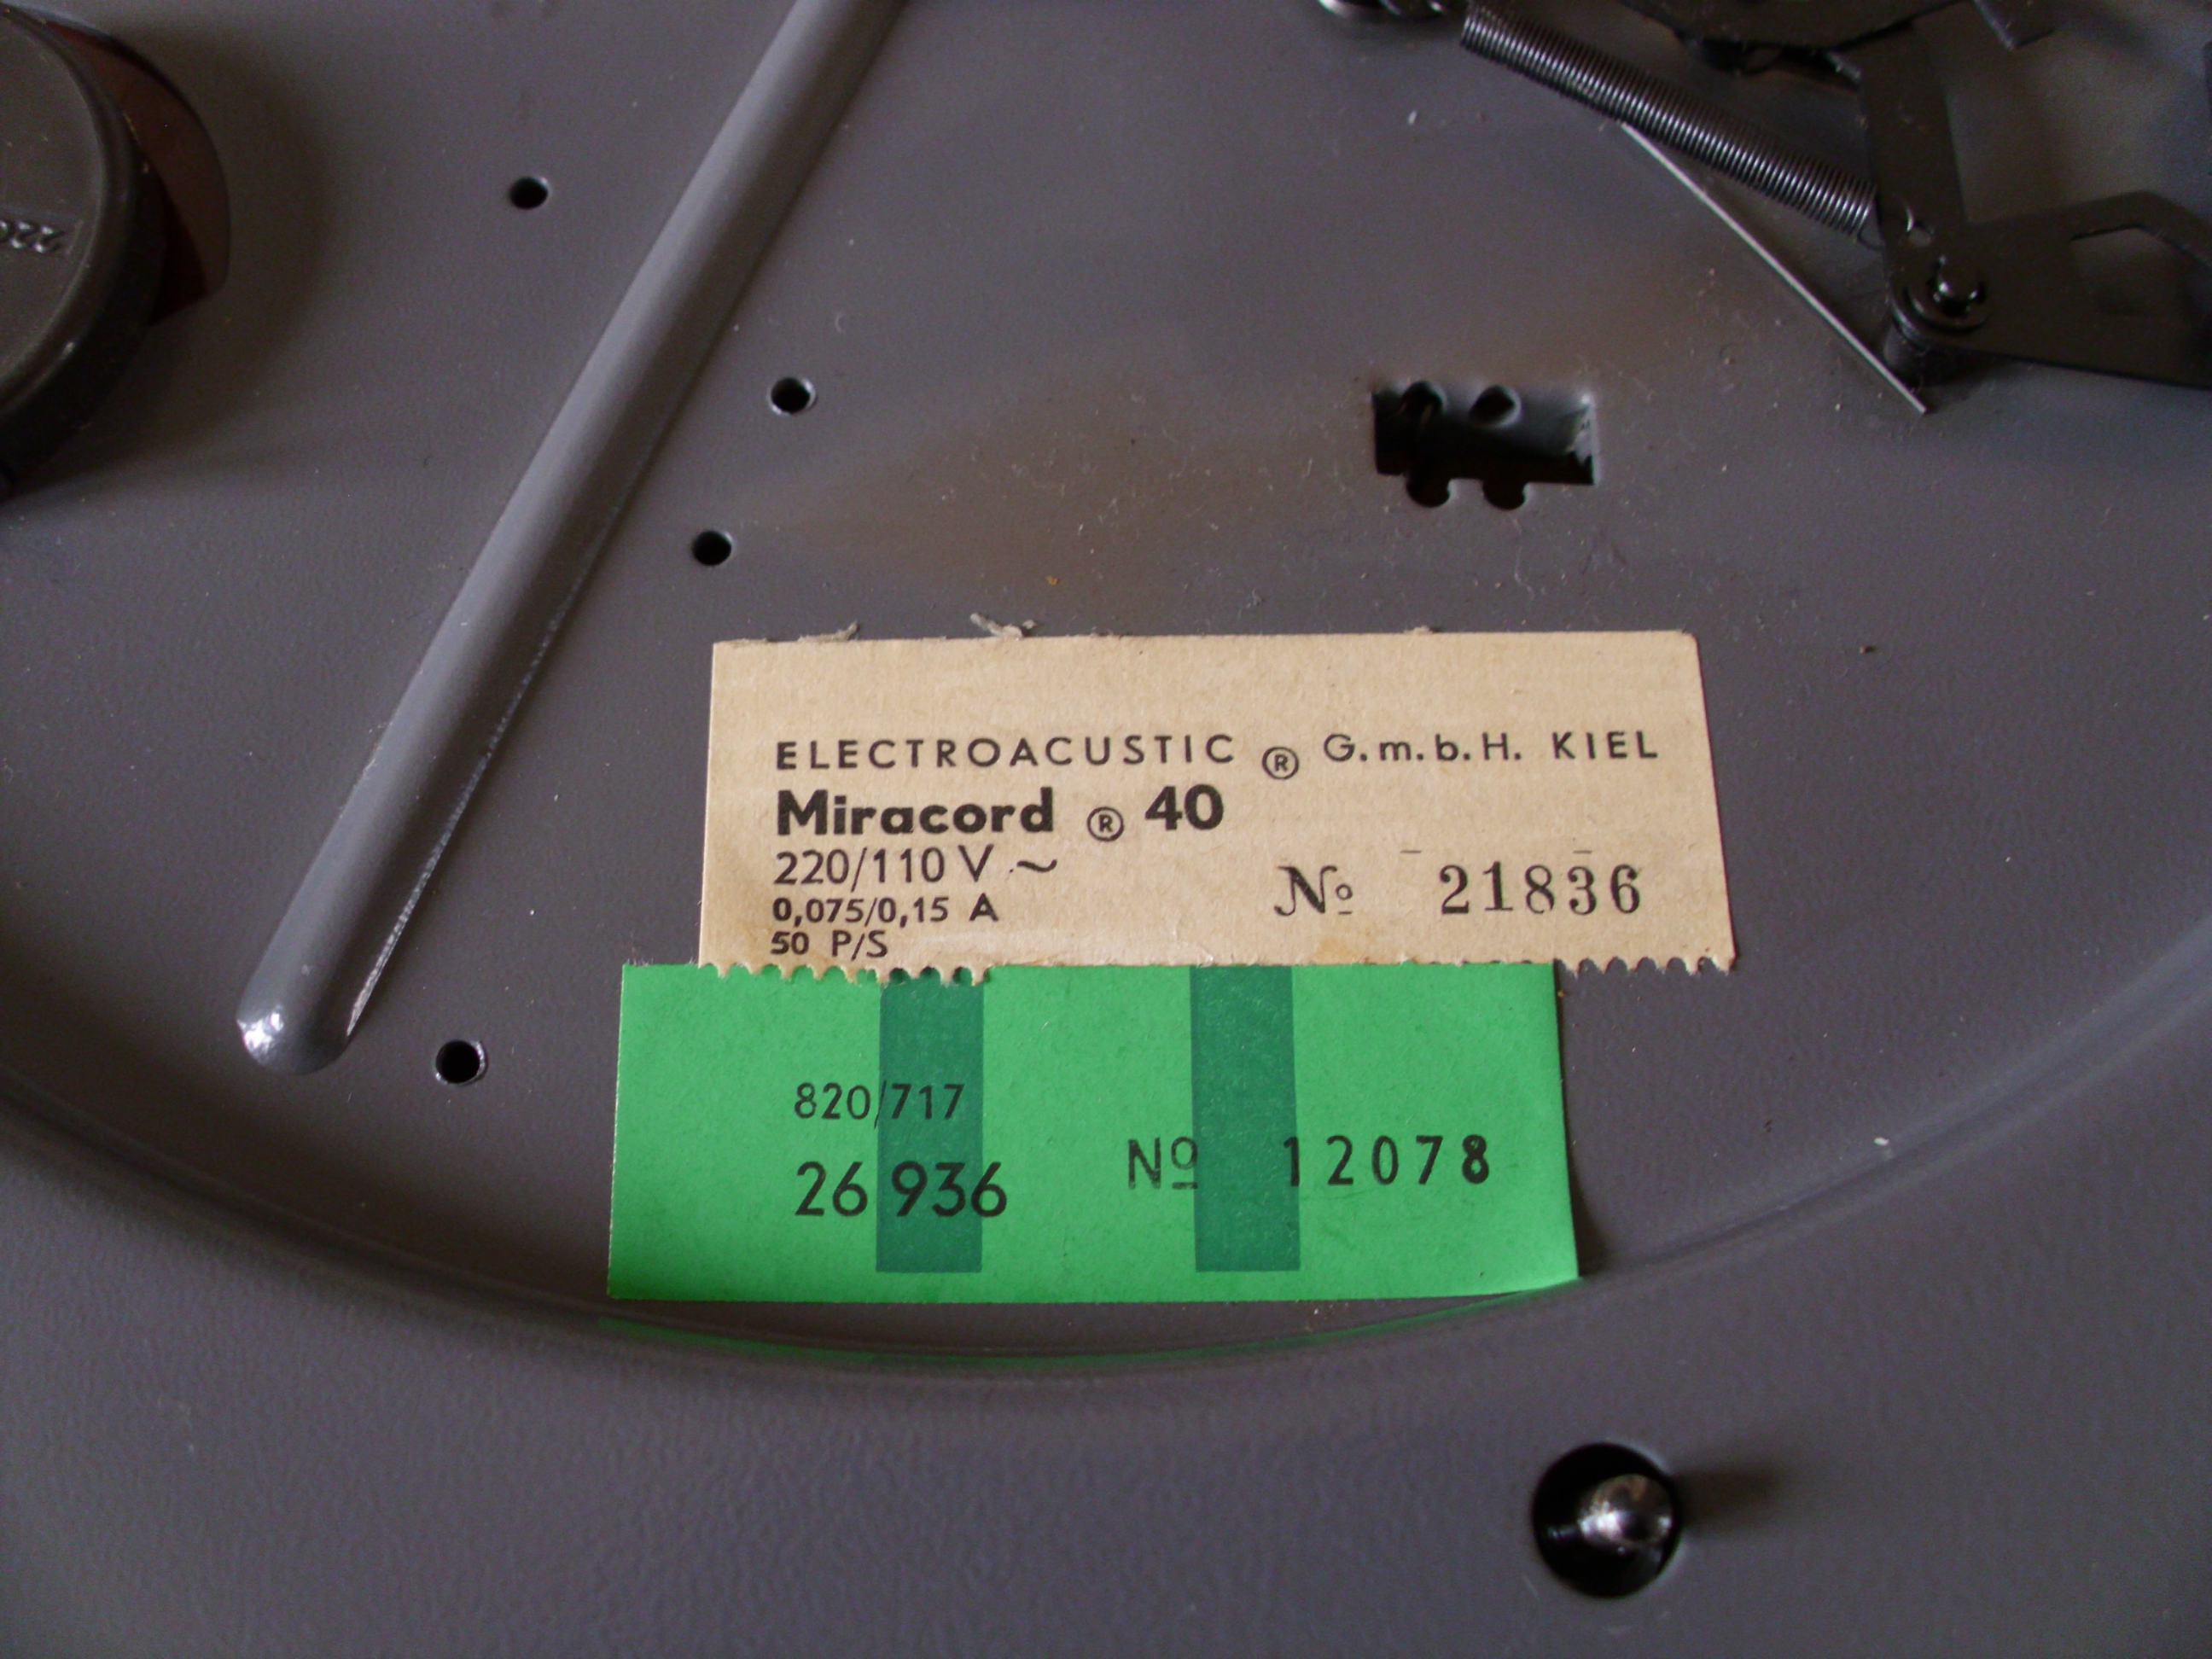 ELECTROACUSTIC ® G.m.b.H. KIEL
Miracord ® 40
220/110 V ~
0,075/0,15 A
50 P/S
№ 21836
820/717
26 936
№ 12078